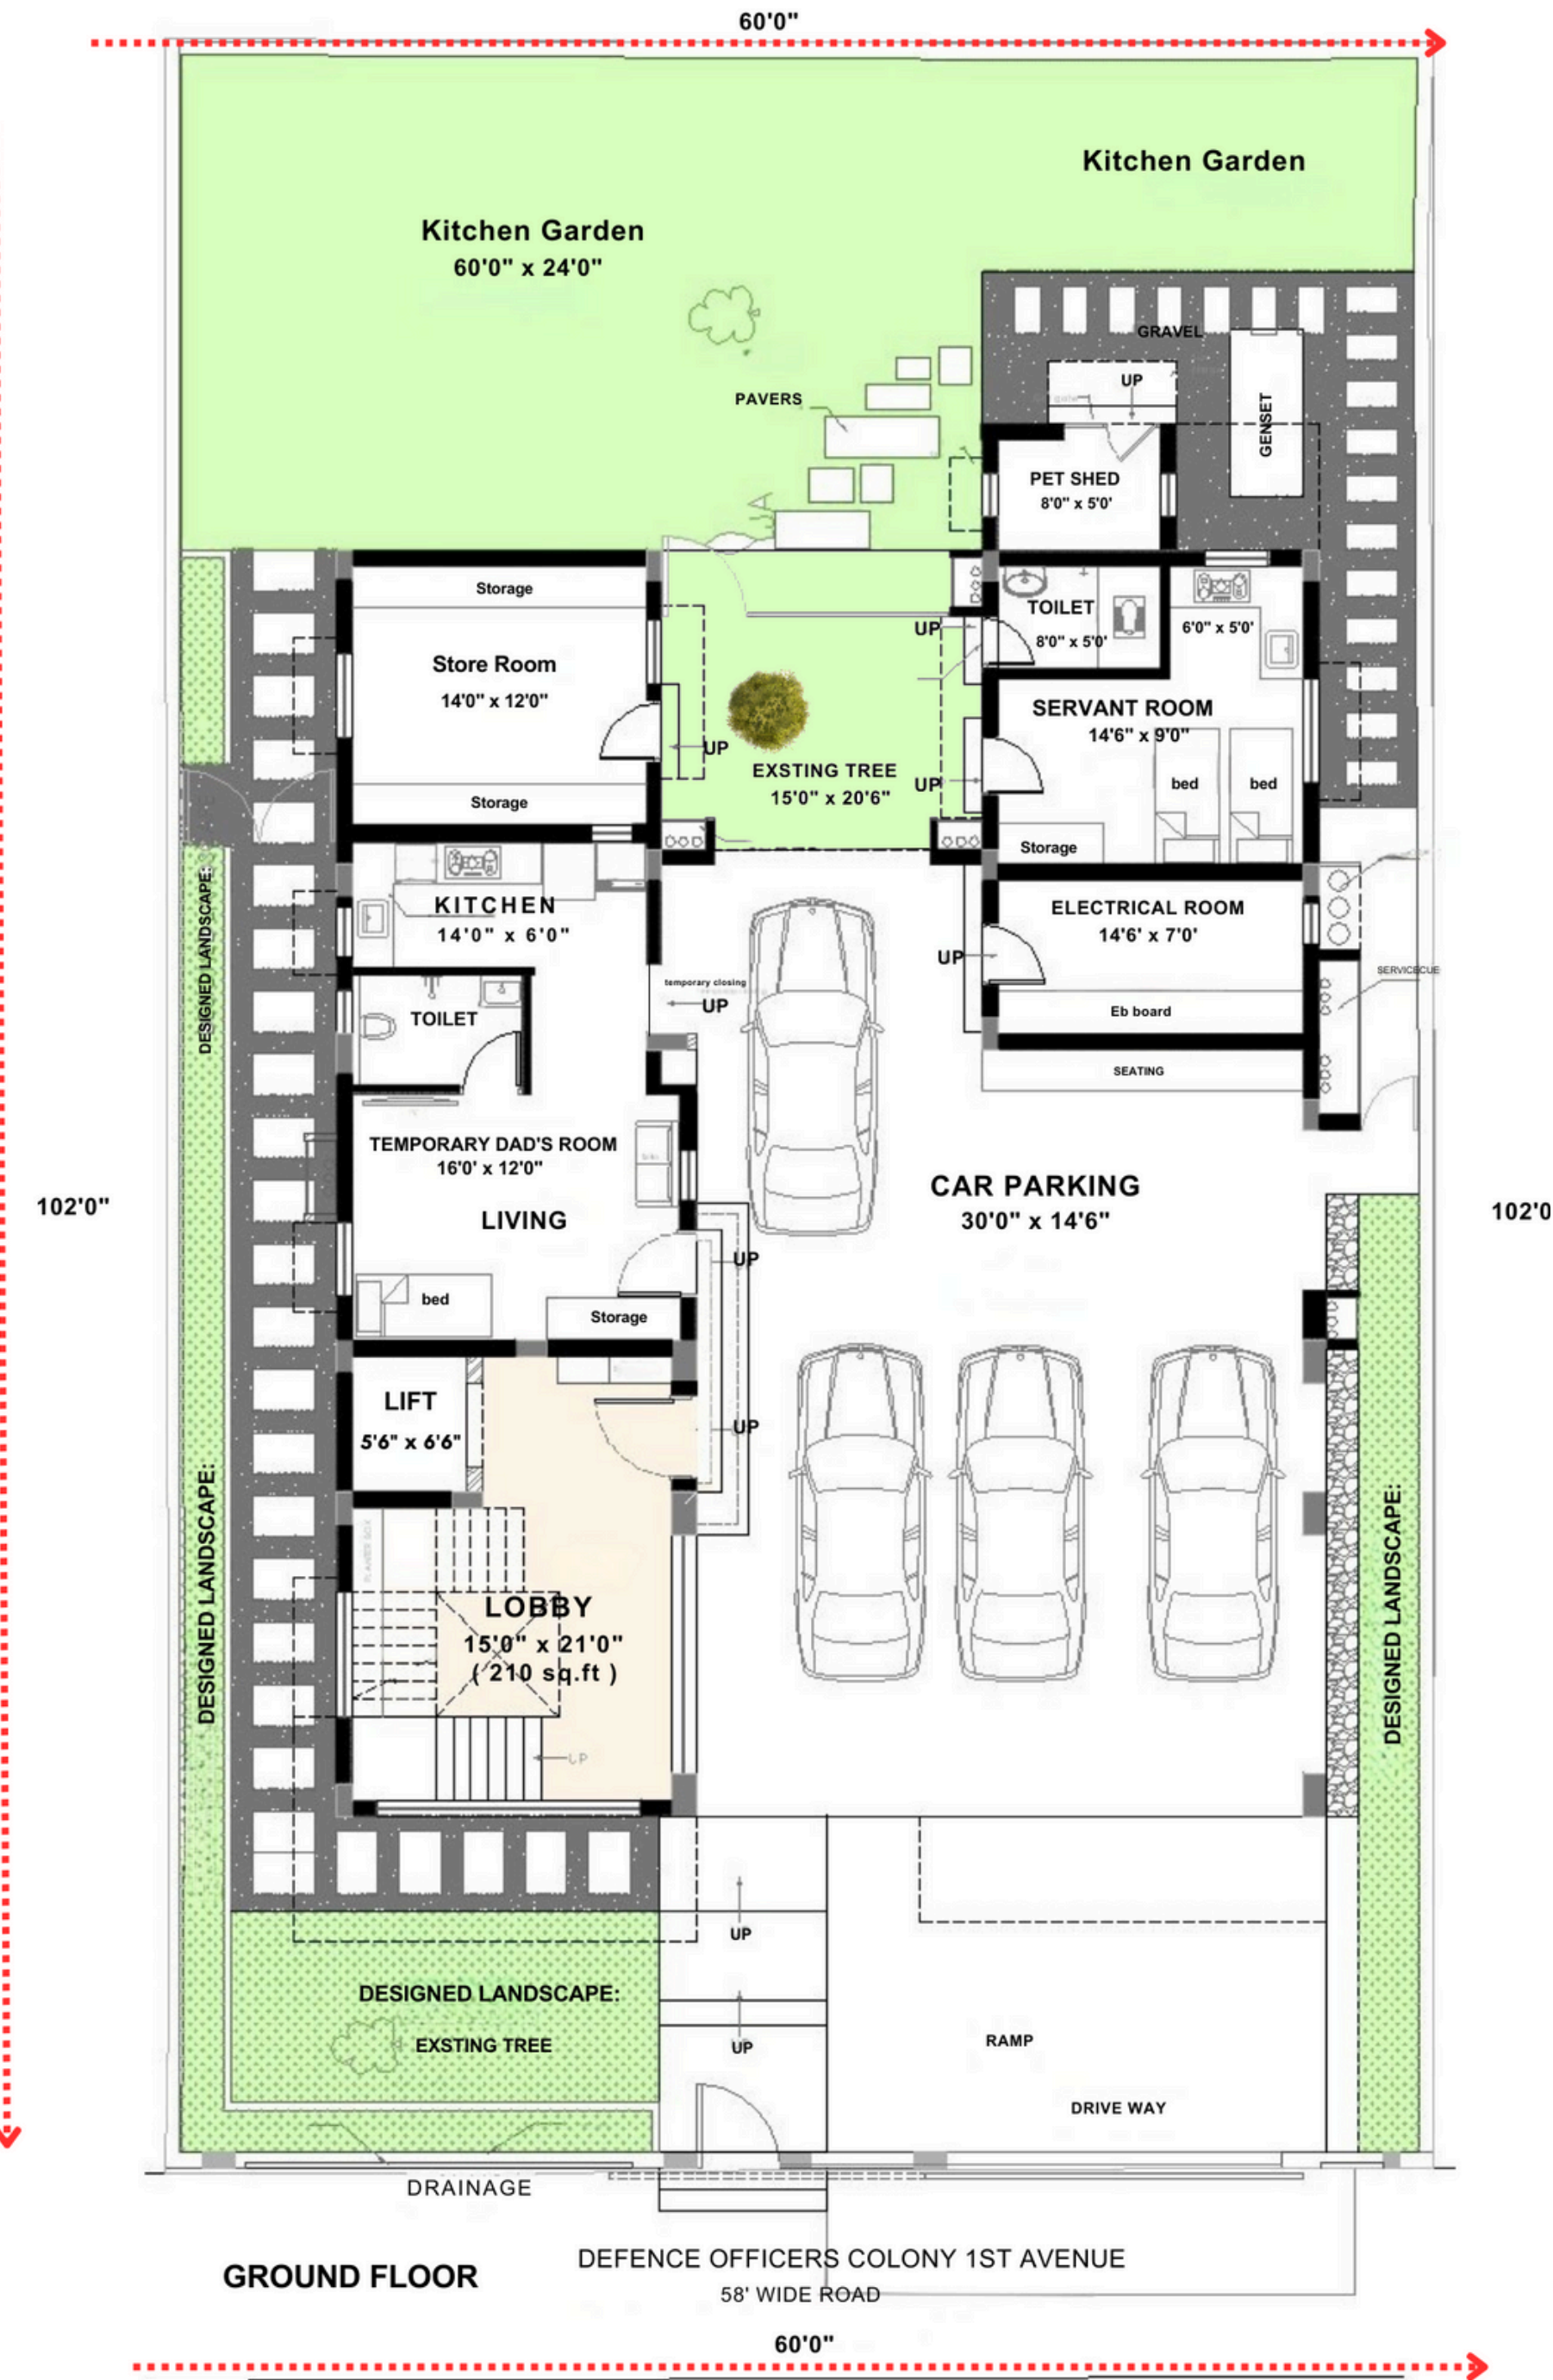 60'0"
Kitchen Garden
Kitchen Garden
60'0" x 24'0"
GRAVEL
UP
GENSET
PAVERS
PET SHED
8'0" x 5'0'
Storage
Store Room
14'0" x 12'0"
Storage
UP
UP
UP
EXSTING TREE
15'0" x 20'6"
TOILET
8'0" x 5'0'
6'0" x 5'0'
SERVANT ROOM
14'6" x 9'0"
bed
bed
Storage
DESIGNED LANDSCAPE:
KITCHEN
14'0" x 6'0"
TOILET
temporary closing
UP
UP
ELECTRICAL ROOM
14'6' x 7'0'
Eb board
SEATING
SERVICECUE
TEMPORARY DAD'S ROOM
16'0' x 12'0"
LIVING
bed
Storage
UP
CAR PARKING
30'0" x 14'6"
102'0"
102'0
LIFT
5'6" x 6'6"
UP
DESIGNED LANDSCAPE:
LOBBY
15'0" x 21'0"
( 210 sq.ft )
UP
DESIGNED LANDSCAPE:
UP
UP
DESIGNED LANDSCAPE:
EXSTING TREE
RAMP
DRIVE WAY
DRAINAGE
GROUND FLOOR
DEFENCE OFFICERS COLONY 1ST AVENUE
58' WIDE ROAD
60'0"